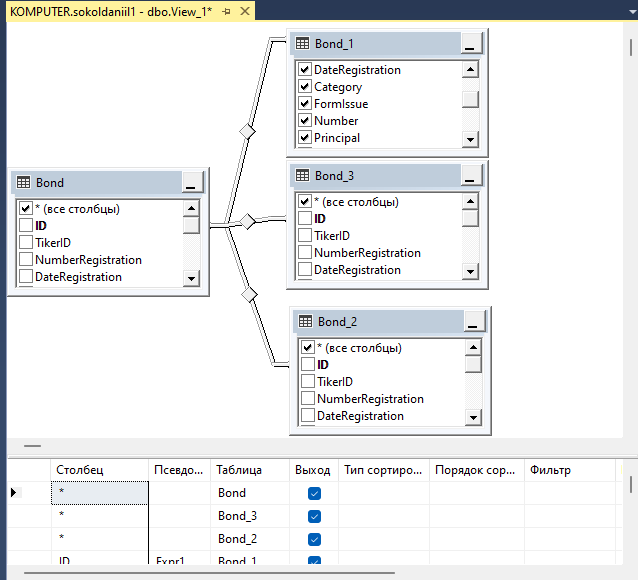 KOMPUTER.sokoldaniil1 - dbo.View_1*
Bond_1
DateRegistration
Category
FormIssue
Number
Principal
Bond_3
* (все столбцы)
ID
TikerID
NumberRegistration
DateRegistration
Bond
* (все столбцы)
ID
TikerID
NumberRegistration
DateRegistration
Bond_2
* (все столбцы)
ID
TikerID
NumberRegistration
DateRegistration
Столбец Псевдо... Таблица Выход Тип сортиро... Порядок сор... Фильтр
* Bond
* Bond_3
* Bond_2
ID Expr1 Bond_1